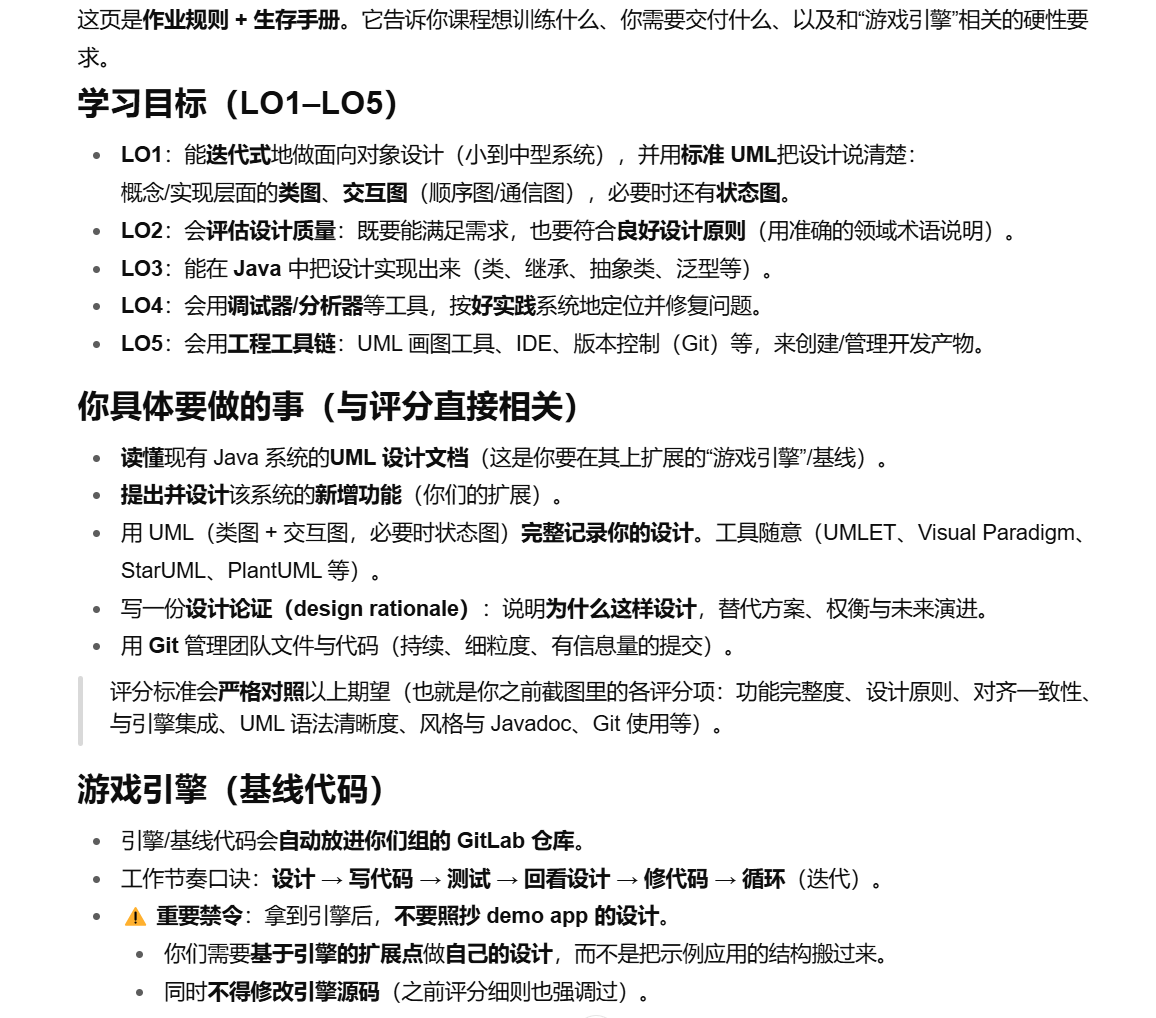 这页是作业规则 + 生存手册。它告诉你课程想训练什么、你需要交付什么、以及和“游戏引擎”相关的硬性要
求。
学习目标（LO1–LO5）
LO1：能迭代式地做面向对象设计（小到中型系统），并用标准 UML把设计说清楚：
概念/实现层面的类图、交互图（顺序图/通信图），必要时还有状态图。
LO2：会评估设计质量：既要能满足需求，也要符合良好设计原则（用准确的领域术语说明）。
LO3：能在 Java 中把设计实现出来（类、继承、抽象类、泛型等）。
LO4：会用调试器/分析器等工具，按好实践系统地定位并修复问题。
LO5：会用工程工具链：UML 画图工具、IDE、版本控制（Git）等，来创建/管理开发产物。
你具体要做的事（与评分直接相关）
读懂现有 Java 系统的UML 设计文档（这是你要在其上扩展的“游戏引擎”/基线）。
提出并设计该系统的新增功能（你们的扩展）。
用 UML（类图 + 交互图，必要时状态图）完整记录你的设计。工具随意（UMLET、Visual Paradigm、
StarUML、PlantUML 等）。
写一份设计论证（design rationale）：说明为什么这样设计，替代方案、权衡与未来演进。
用 Git 管理团队文件与代码（持续、细粒度、有信息量的提交）。
评分标准会严格对照以上期望（也就是你之前截图里的各评分项：功能完整度、设计原则、对齐一致性、
与引擎集成、UML 语法清晰度、风格与 Javadoc、Git 使用等）。
游戏引擎（基线代码）
引擎/基线代码会自动放进你们组的 GitLab 仓库。
工作节奏口诀：设计 → 写代码 → 测试 → 回看设计 → 修代码 → 循环（迭代）。
⚠️ 重要禁令：拿到引擎后，不要照抄 demo app 的设计。
你们需要基于引擎的扩展点做自己的设计，而不是把示例应用的结构搬过来。
同时不得修改引擎源码（之前评分细则也强调过）。